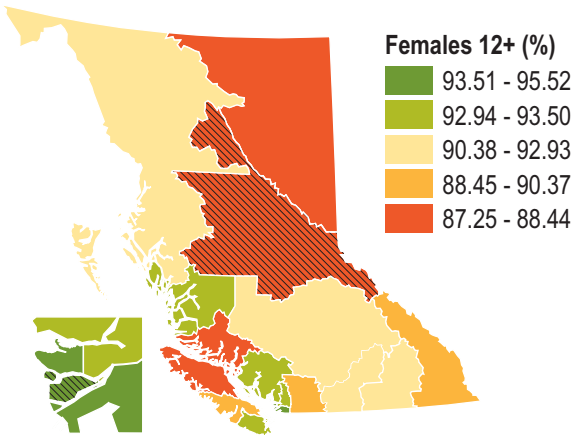 Females 12+ (%)
93.51 - 95.52
92.94 - 93.50
90.38 - 92.93
88.45 - 90.37
87.25 - 88.44